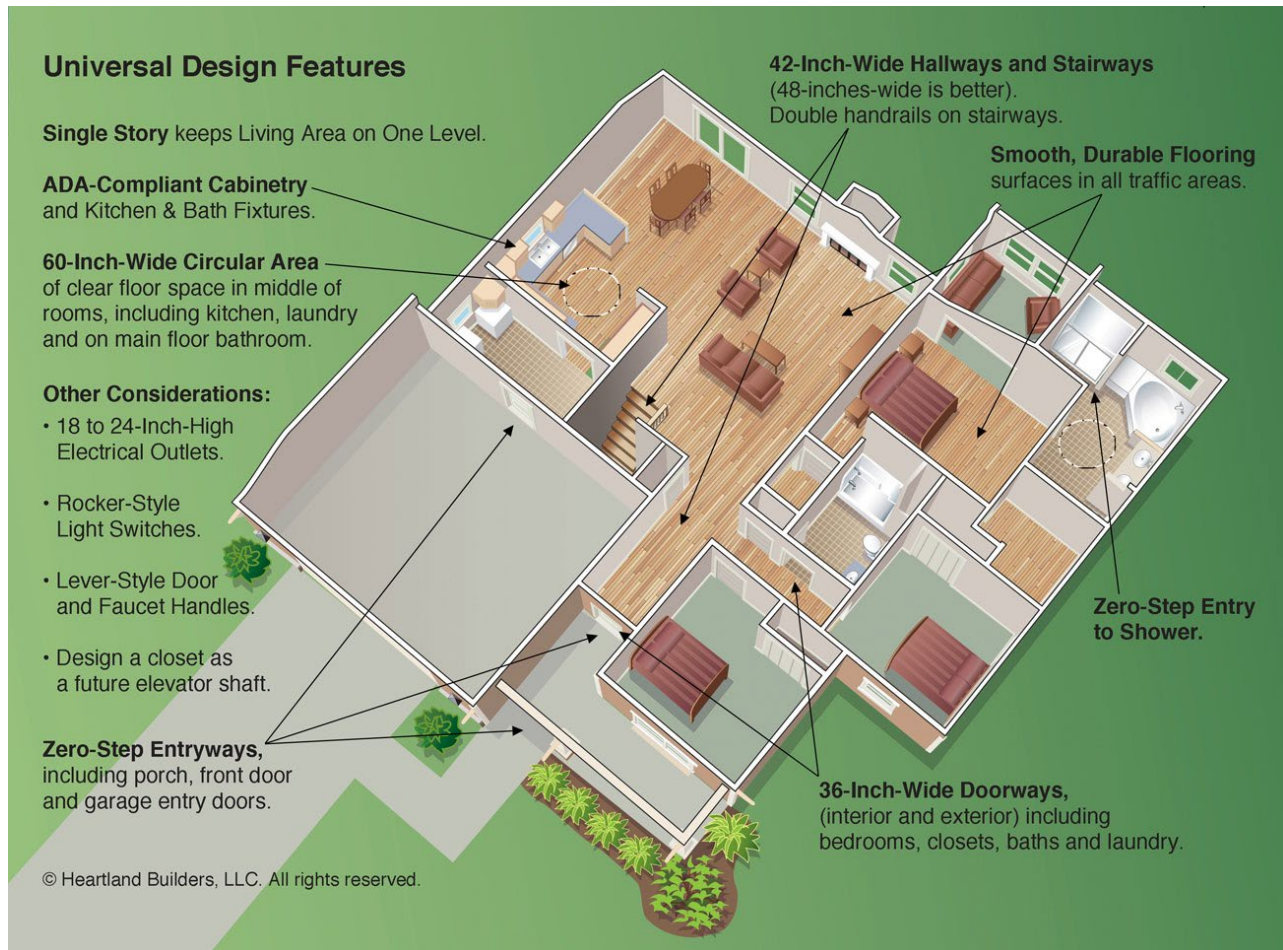 Universal Design Features
Single Story keeps Living Area on One Level.
ADA-Compliant Cabinetry
and Kitchen & Bath Fixtures.
60-Inch-Wide Circular Area
of clear floor space in middle of
rooms, including kitchen, laundry
and on main floor bathroom.
Other Considerations:
• 18 to 24-Inch-High
Electrical Outlets.
• Rocker-Style
Light Switches.
• Lever-Style Door
and Faucet Handles.
• Design a closet as
a future elevator shaft.
Zero-Step Entryways,
including porch, front door
and garage entry doors.
© Heartland Builders, LLC. All rights reserved.
42-Inch-Wide Hallways and Stairways
(48-inches-wide is better).
Double handrails on stairways.
Smooth, Durable Flooring
surfaces in all traffic areas.
Zero-Step Entry
to Shower.
36-Inch-Wide Doorways,
(interior and exterior) including
bedrooms, closets, baths and laundry.